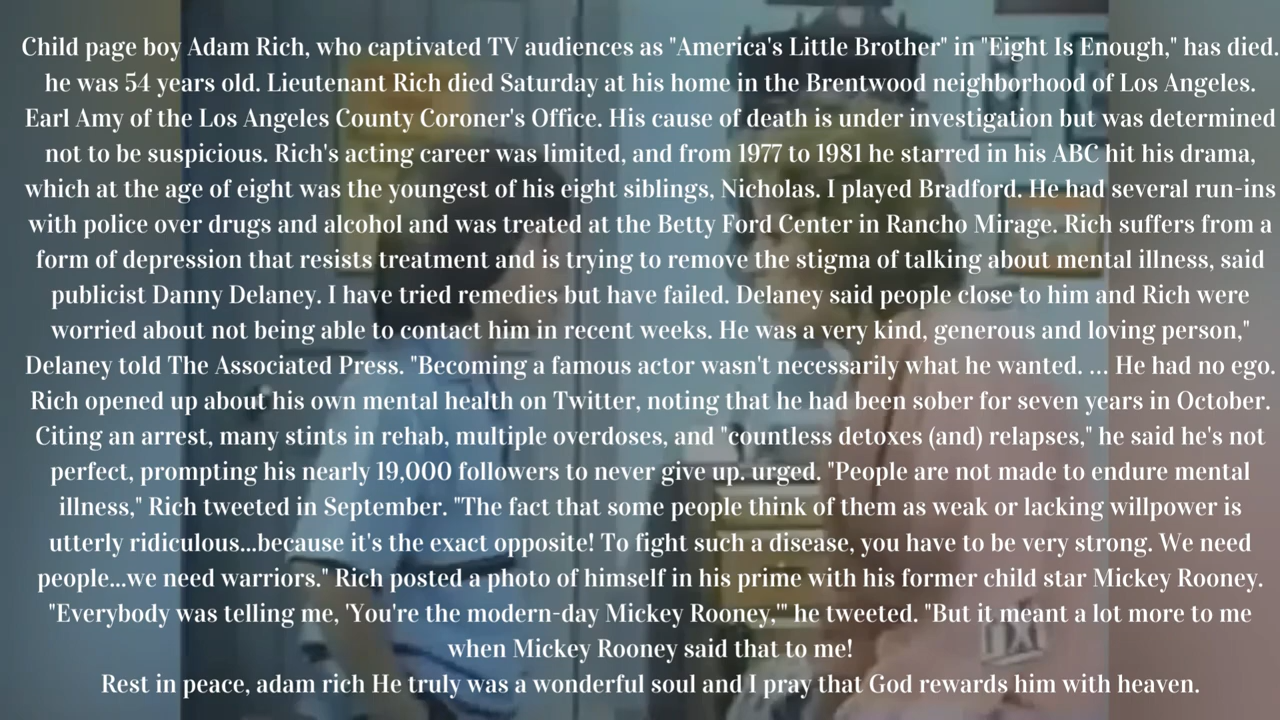 Child page boy Adam Rich, who captivated TV audiences as "America's Little Brother" in "Eight Is Enough," has died.
he was 54 years old. Lieutenant Rich died Saturday at his home in the Brentwood neighborhood of Los Angeles.
Earl Amy of the Los Angeles County Coroner's Office. His cause of death is under investigation but was determined
not to be suspicious. Rich's acting career was limited, and from 1977 to 1981 he starred in his ABC hit his drama,
which at the age of eight was the youngest of his eight siblings, Nicholas. I played Bradford. He had several run-ins
with police over drugs and alcohol and was treated at the Betty Ford Center in Rancho Mirage. Rich suffers from a
form of depression that resists treatment and is trying to remove the stigma of talking about mental illness, said
publicist Danny Delaney. I have tried remedies but have failed. Delaney said people close to him and Rich were
worried about not being able to contact him in recent weeks. He was a very kind, generous and loving person,"
Delaney told The Associated Press. "Becoming a famous actor wasn't necessarily what he wanted. … He had no ego.
Rich opened up about his own mental health on Twitter, noting that he had been sober for seven years in October.
Citing an arrest, many stints in rehab, multiple overdoses, and "countless detoxes (and) relapses," he said he's not
perfect, prompting his nearly 19,000 followers to never give up. urged. "People are not made to endure mental
illness," Rich tweeted in September. "The fact that some people think of them as weak or lacking willpower is
utterly ridiculous...because it's the exact opposite! To fight such a disease, you have to be very strong. We need
people...we need warriors." Rich posted a photo of himself in his prime with his former child star Mickey Rooney.
"Everybody was telling me, 'You're the modern-day Mickey Rooney,'" he tweeted. "But it meant a lot more to me
when Mickey Rooney said that to me!
Rest in peace, adam rich He truly was a wonderful soul and I pray that God rewards him with heaven.